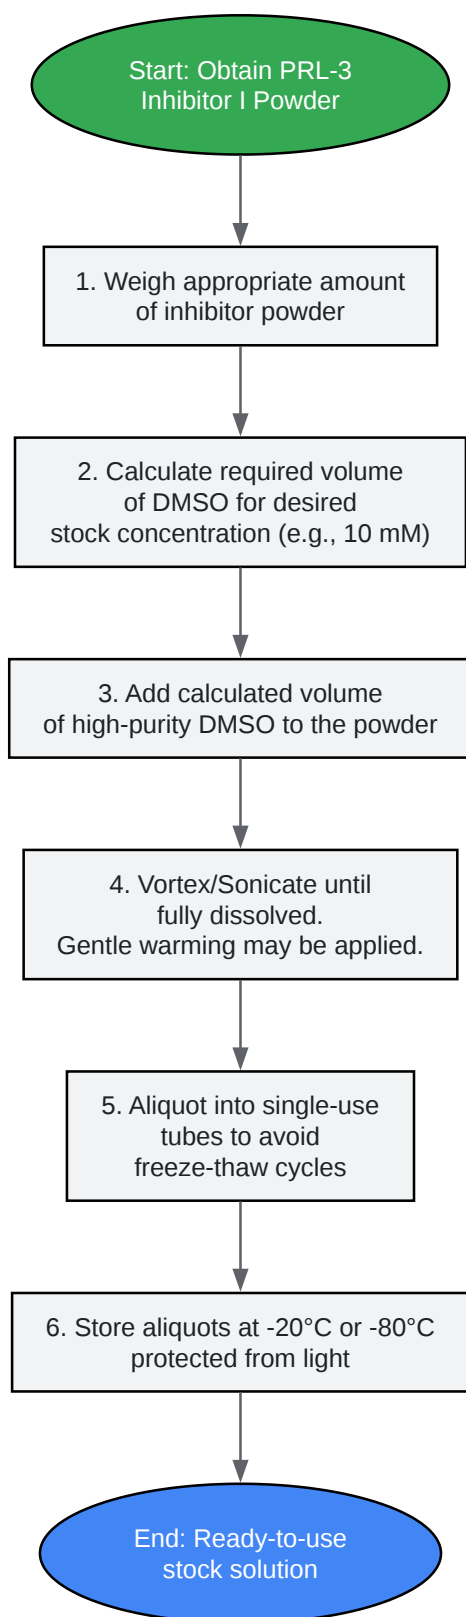 Start: Obtain PRL-3
Inhibitor I Powder
1. Weigh appropriate amount
of inhibitor powder
2. Calculate required volume
of DMSO for desired
stock concentration (e.g., 10 mM)
3. Add calculated volume
of high-purity DMSO to the powder
4. Vortex/Sonicate until
fully dissolved.
Gentle warming may be applied.
5. Aliquot into single-use
tubes to avoid
freeze-thaw cycles
6. Store aliquots at -20°C or -80°C
protected from light
End: Ready-to-use
stock solution